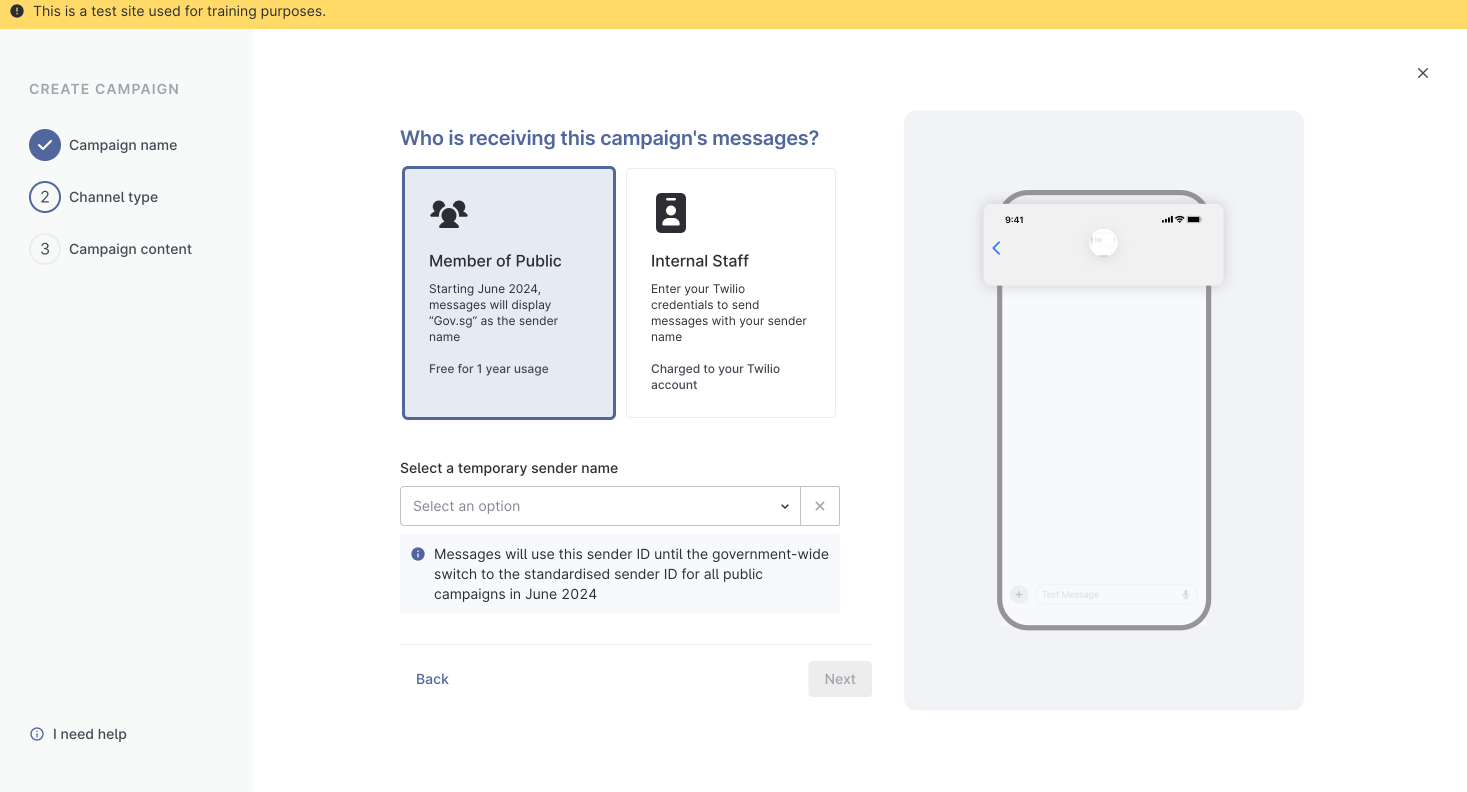 This is a test site used for training purposes.
CREATE CAMPAIGN
Campaign name
2
Channel type
3
Campaign content
I need help
Who is receiving this campaign's messages?
Member of Public
Starting June 2024,
messages will display
“Gov.sg” as the sender
name
Free for 1 year usage
Internal Staff
Enter your Twilio
credentials to send
messages with your sender
name
Charged to your Twilio
account
Select a temporary sender name
Select an option
Messages will use this sender ID until the government-wide
switch to the standardised sender ID for all public
campaigns in June 2024
Back
Next
9:41
Text Message